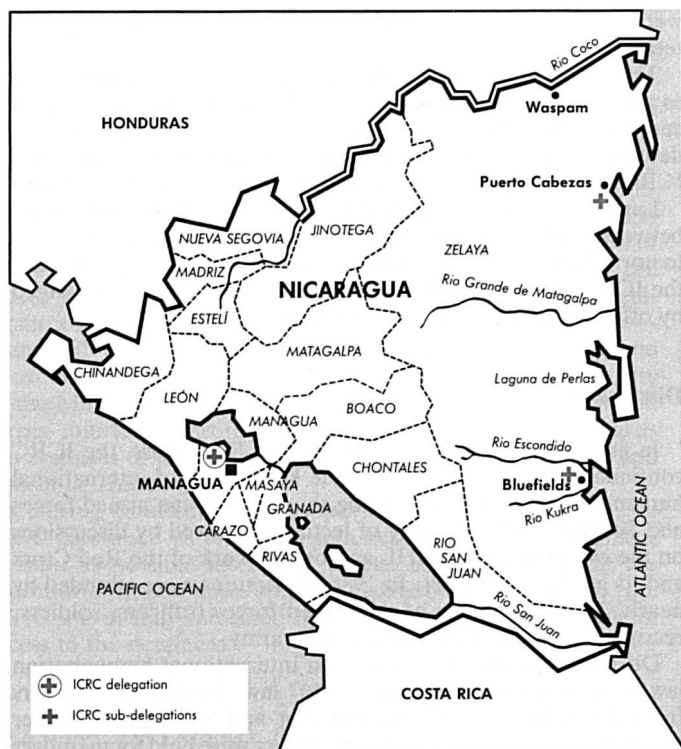 Rio Coco
Waspam
HONDURAS
Puerto Cabezas
NUEVA SEGOVIA
JINOTEGA
ZELAYA
MADRIZ
NICARAGUA
Rio Grande de Matagalpa
ESTELÍ
MATAGALPA
CHINANDEGA
Laguna de Perlas
LEÓN
BOACO
MANAGUA
Rio Escondido
CHONTALES
MANAGUA
MASAYA
Bluefields
GRANADA
Rio Kukra
CARAZO
RIVAS
RIO
SAN
JUAN
ATLANTIC OCEAN
PACIFIC OCEAN
Rio San Juan
ICRC delegation
ICRC sub-delegations
COSTA RICA